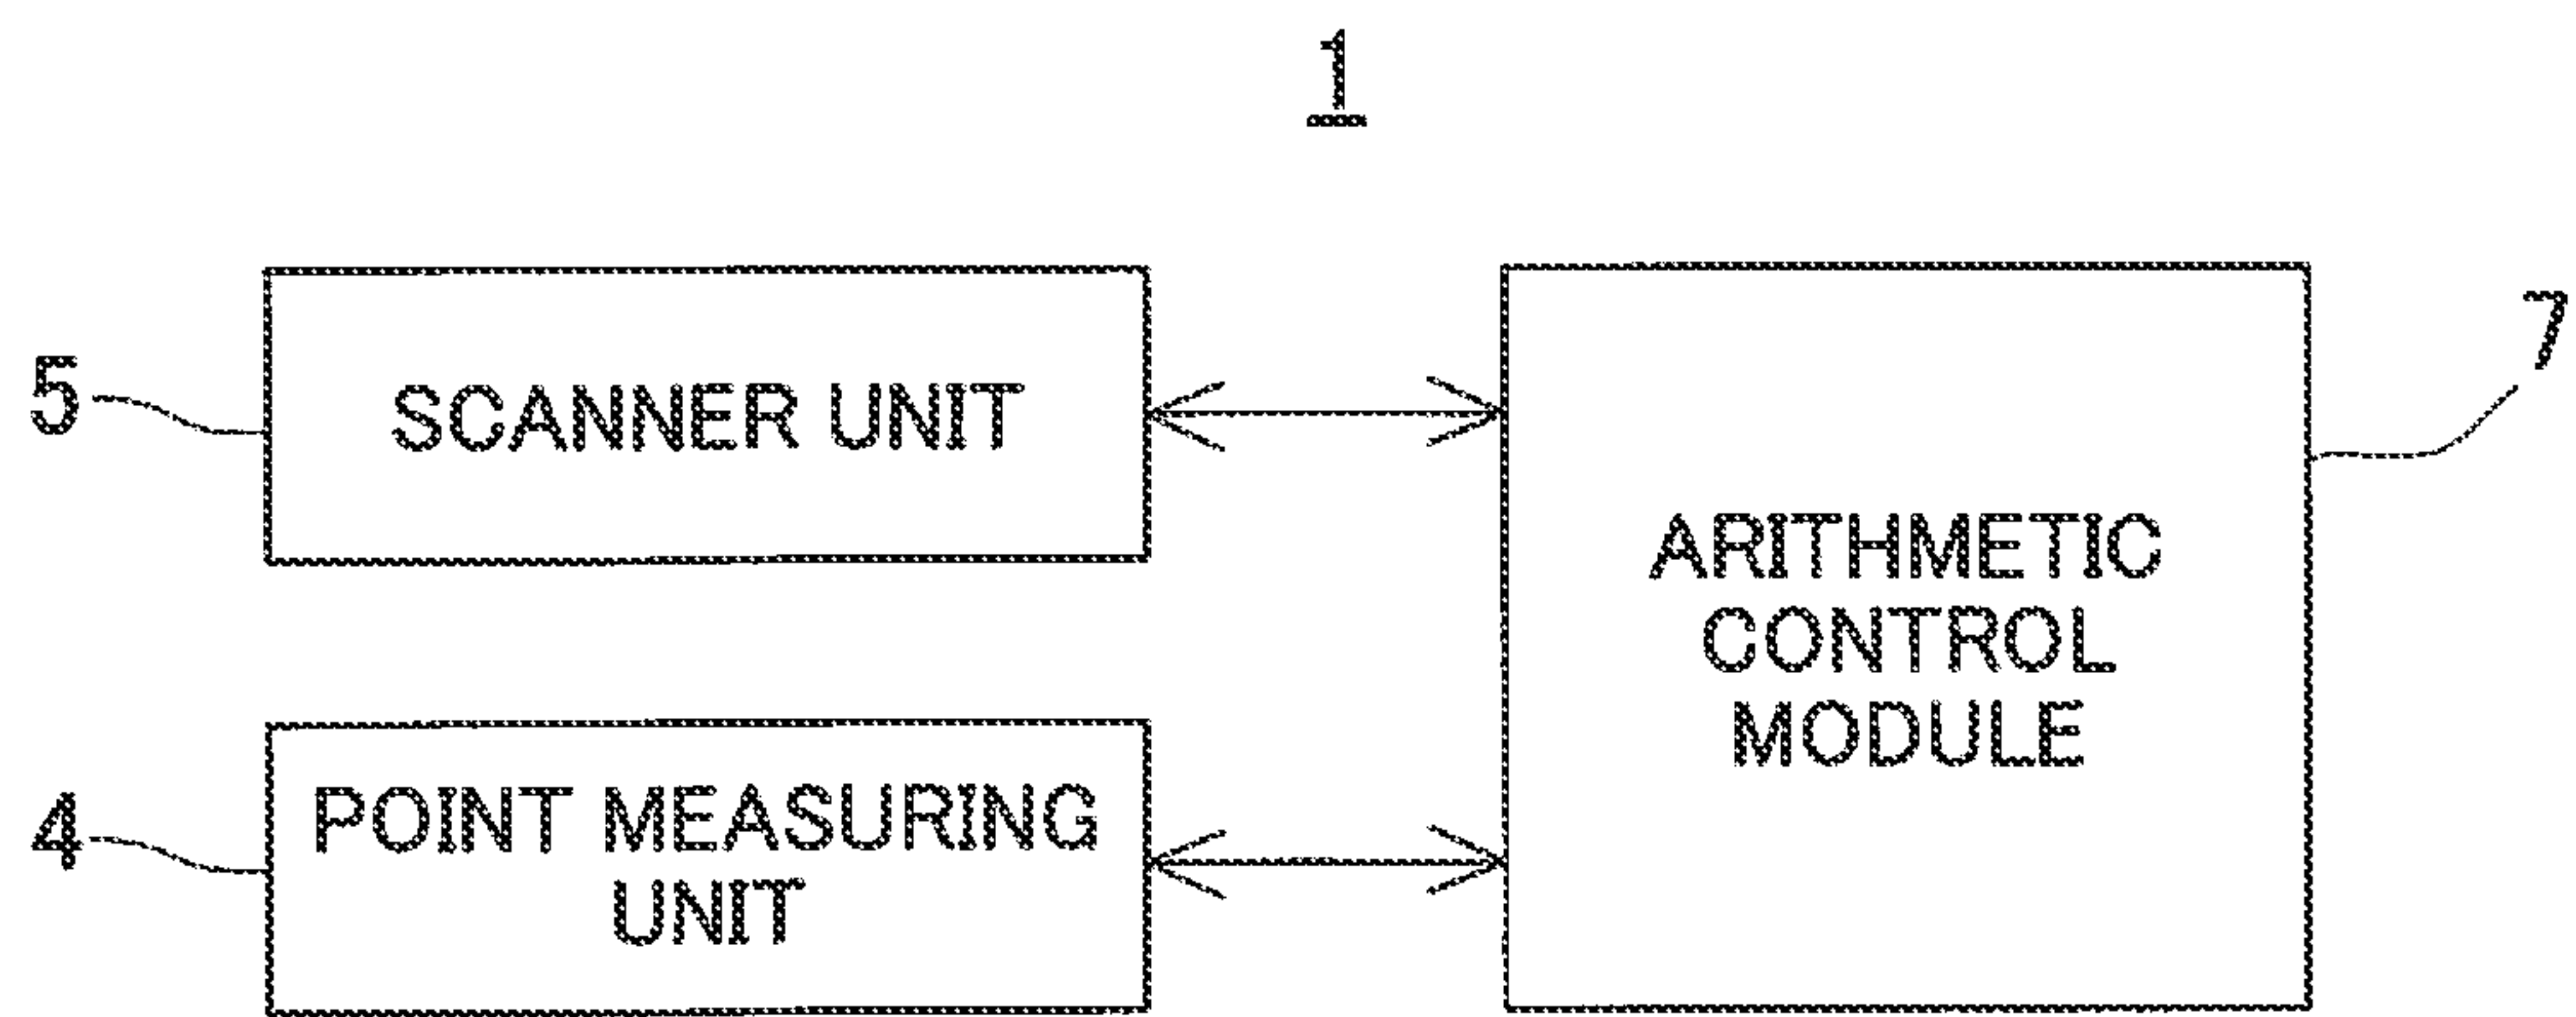 1
5
SCANNER UNIT
7
ARITHMETIC
CONTROL
MODULE
4
POINT MEASURING
UNIT